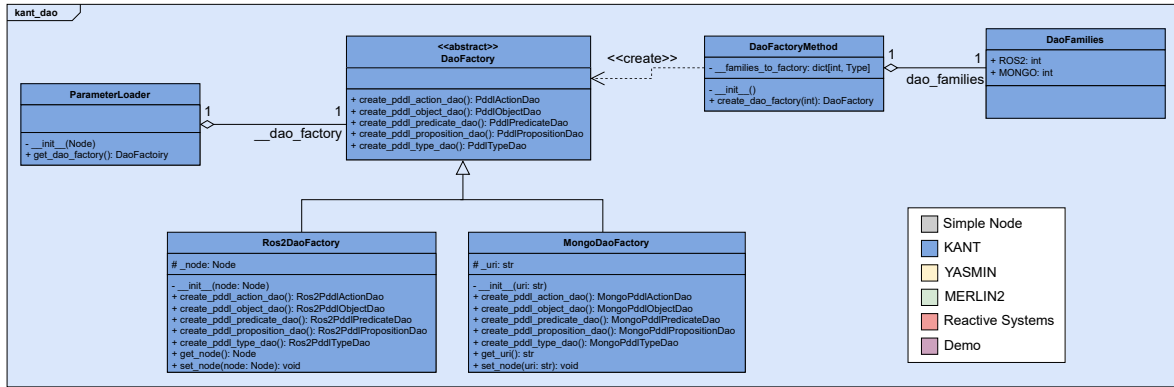 kant_dao
<<abstract>>
DaoFactory
+ create_pddl_action_dao(): PddlActionDao
+ create_pddl_object_dao(): PddlObjectDao
+ create_pddl_predicate_dao(): PddlPredicateDao
+ create_pddl_proposition_dao(): PddlPropositionDao
+ create_pddl_type_dao(): PddlTypeDao
<<create>>
DaoFactoryMethod
- __families_to_factory: dict[int, Type]
- __init__()
+ create_dao_factory(int): DaoFactory
1
1
dao_families
DaoFamilies
+ ROS2: int
+ MONGO: int
ParameterLoader
- __init__(Node)
+ get_dao_factory(): DaoFactoiry
1
1
__dao_factory
Ros2DaoFactory
# _node: Node
- __init__(node: Node)
+ create_pddl_action_dao(): Ros2PddlActionDao
+ create_pddl_object_dao(): Ros2PddlObjectDao
+ create_pddl_predicate_dao(): Ros2PddlPredicateDao
+ create_pddl_proposition_dao(): Ros2PddlPropositionDao
+ create_pddl_type_dao(): Ros2PddlTypeDao
+ get_node(): Node
+ set_node(node: Node): void
MongoDaoFactory
# _uri: str
- __init__(uri: str)
+ create_pddl_action_dao(): MongoPddlActionDao
+ create_pddl_object_dao(): MongoPddlObjectDao
+ create_pddl_predicate_dao(): MongoPddlPredicateDao
+ create_pddl_proposition_dao(): MongoPddlPropositionDao
+ create_pddl_type_dao(): MongoPddlTypeDao
+ get_uri(): str
+ set_node(uri: str): void
Simple Node
KANT
YASMIN
MERLIN2
Reactive Systems
Demo